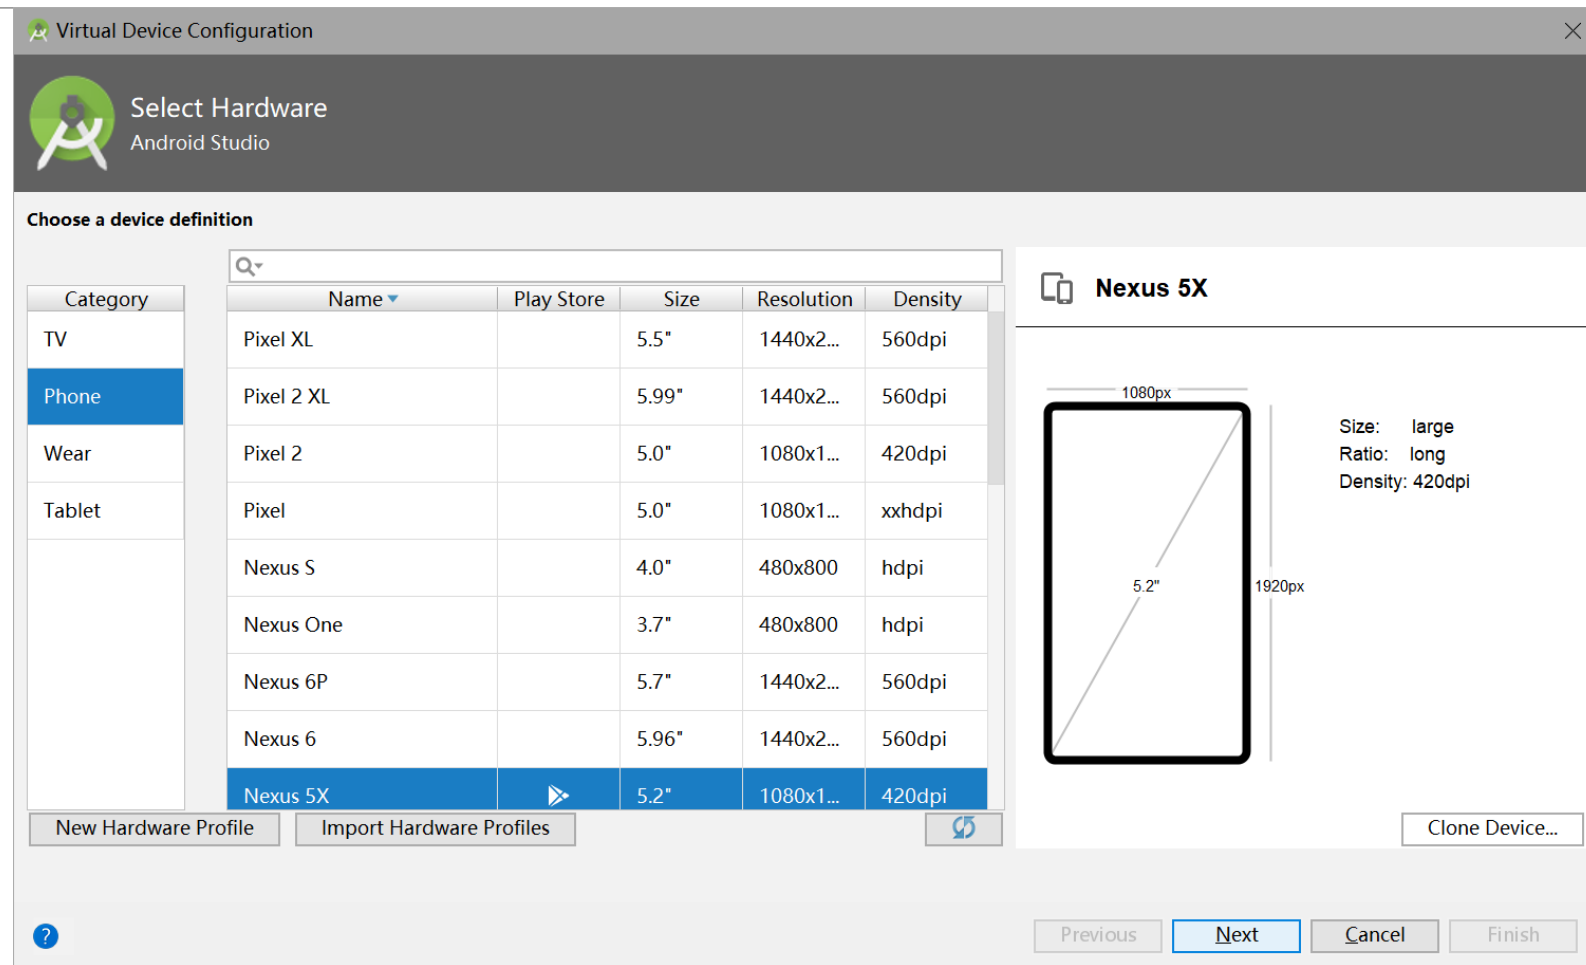 Virtual Device Configuration
Select Hardware
Android Studio
Choose a device definition
Category
TV
Phone
Wear
Tablet
Name Play Store Size Resolution Density
Pixel XL 5.5" 1440x2... 560dpi
Pixel 2 XL 5.99" 1440x2... 560dpi
Pixel 2 5.0" 1080x1... 420dpi
Pixel 5.0" 1080x1... xxhdpi
Nexus S 4.0" 480x800 hdpi
Nexus One 3.7" 480x800 hdpi
Nexus 6P 5.7" 1440x2... 560dpi
Nexus 6 5.96" 1440x2... 560dpi
Nexus 5X 5.2" 1080x1... 420dpi
New Hardware Profile Import Hardware Profiles
Nexus 5X
1080px
5.2"
1920px
Size: large
Ratio: long
Density: 420dpi
Clone Device...
?
Previous Next Cancel Finish